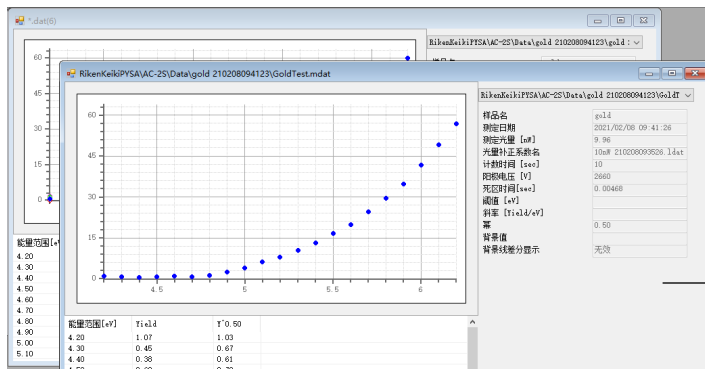 *.dat(6)
RikenKeikiPYSA\AC-2S\Data\gold 210208094123\gold
60
45
30
15
0
能量范围[eV
4.20
4.30
4.40
4.50
4.60
4.70
4.80
4.90
5.00
5.10
RikenKeikiPYSA\AC-2S\Data\gold 210208094123\GoldTest.mdat
RikenKeikiPYSA\AC-2S\Data\gold 210208094123\GoldT
60
45
30
15
0
4.5
5
5.5
6
样品名 gold
测定日期 2021/02/08 09:41:26
测定光量 [nW] 9.96
光量补正系数名 10nW 210208093526.ldat
计数时间 [sec] 10
阳极电压 [V] 2660
死区时间[sec] 0.00468
阈值 [eV]
斜率 [Yield/eV]
幂 0.50
背景值
背景线差分显示 无效
能量范围[eV] Yield Y^0.50
4.20 1.07 1.03
4.30 0.45 0.67
4.40 0.38 0.61